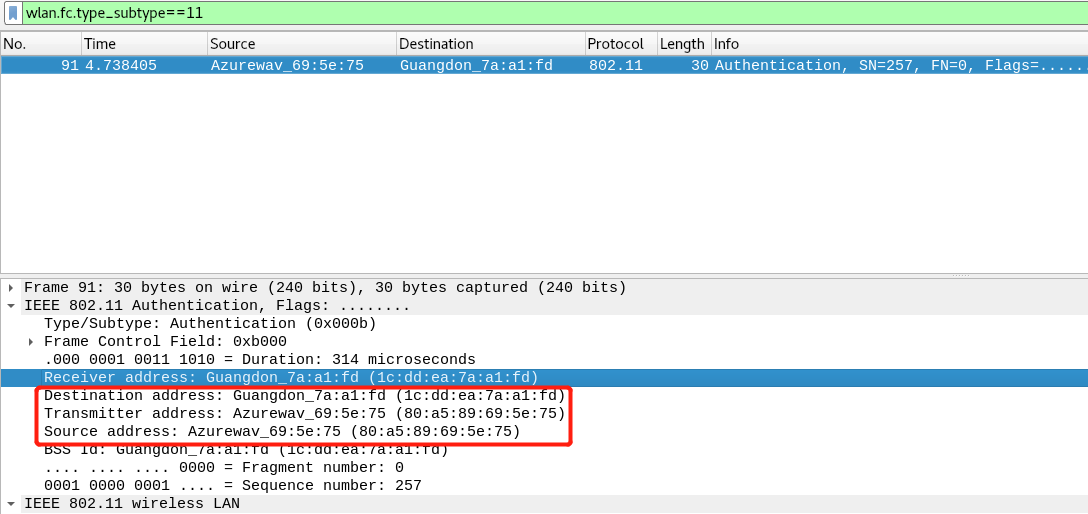 wlan.fc.type_subtype==11
No. Time Source Destination Protocol Length Info
91 4.738405 Azurewav_69:5e:75 Guangdon_7a:a1:fd 802.11 30 Authentication, SN=257, FN=0, Flags=......
Frame 91: 30 bytes on wire (240 bits), 30 bytes captured (240 bits)
IEEE 802.11 Authentication, Flags: ........
Type/Subtype: Authentication (0x000b)
Frame Control Field: 0xb000
.000 0001 0011 1010 = Duration: 314 microseconds
Receiver address: Guangdon_7a:a1:fd (1c:dd:ea:7a:a1:fd)
Destination address: Guangdon_7a:a1:fd (1c:dd:ea:7a:a1:fd)
Transmitter address: Azurewav_69:5e:75 (80:a5:89:69:5e:75)
Source address: Azurewav_69:5e:75 (80:a5:89:69:5e:75)
BSS Id: Guangdon_7a:a1:fd (1c:dd:ea:7a:a1:fd)
.... .... .... 0000 = Fragment number: 0
0001 0000 0001 .... = Sequence number: 257
IEEE 802.11 wireless LAN